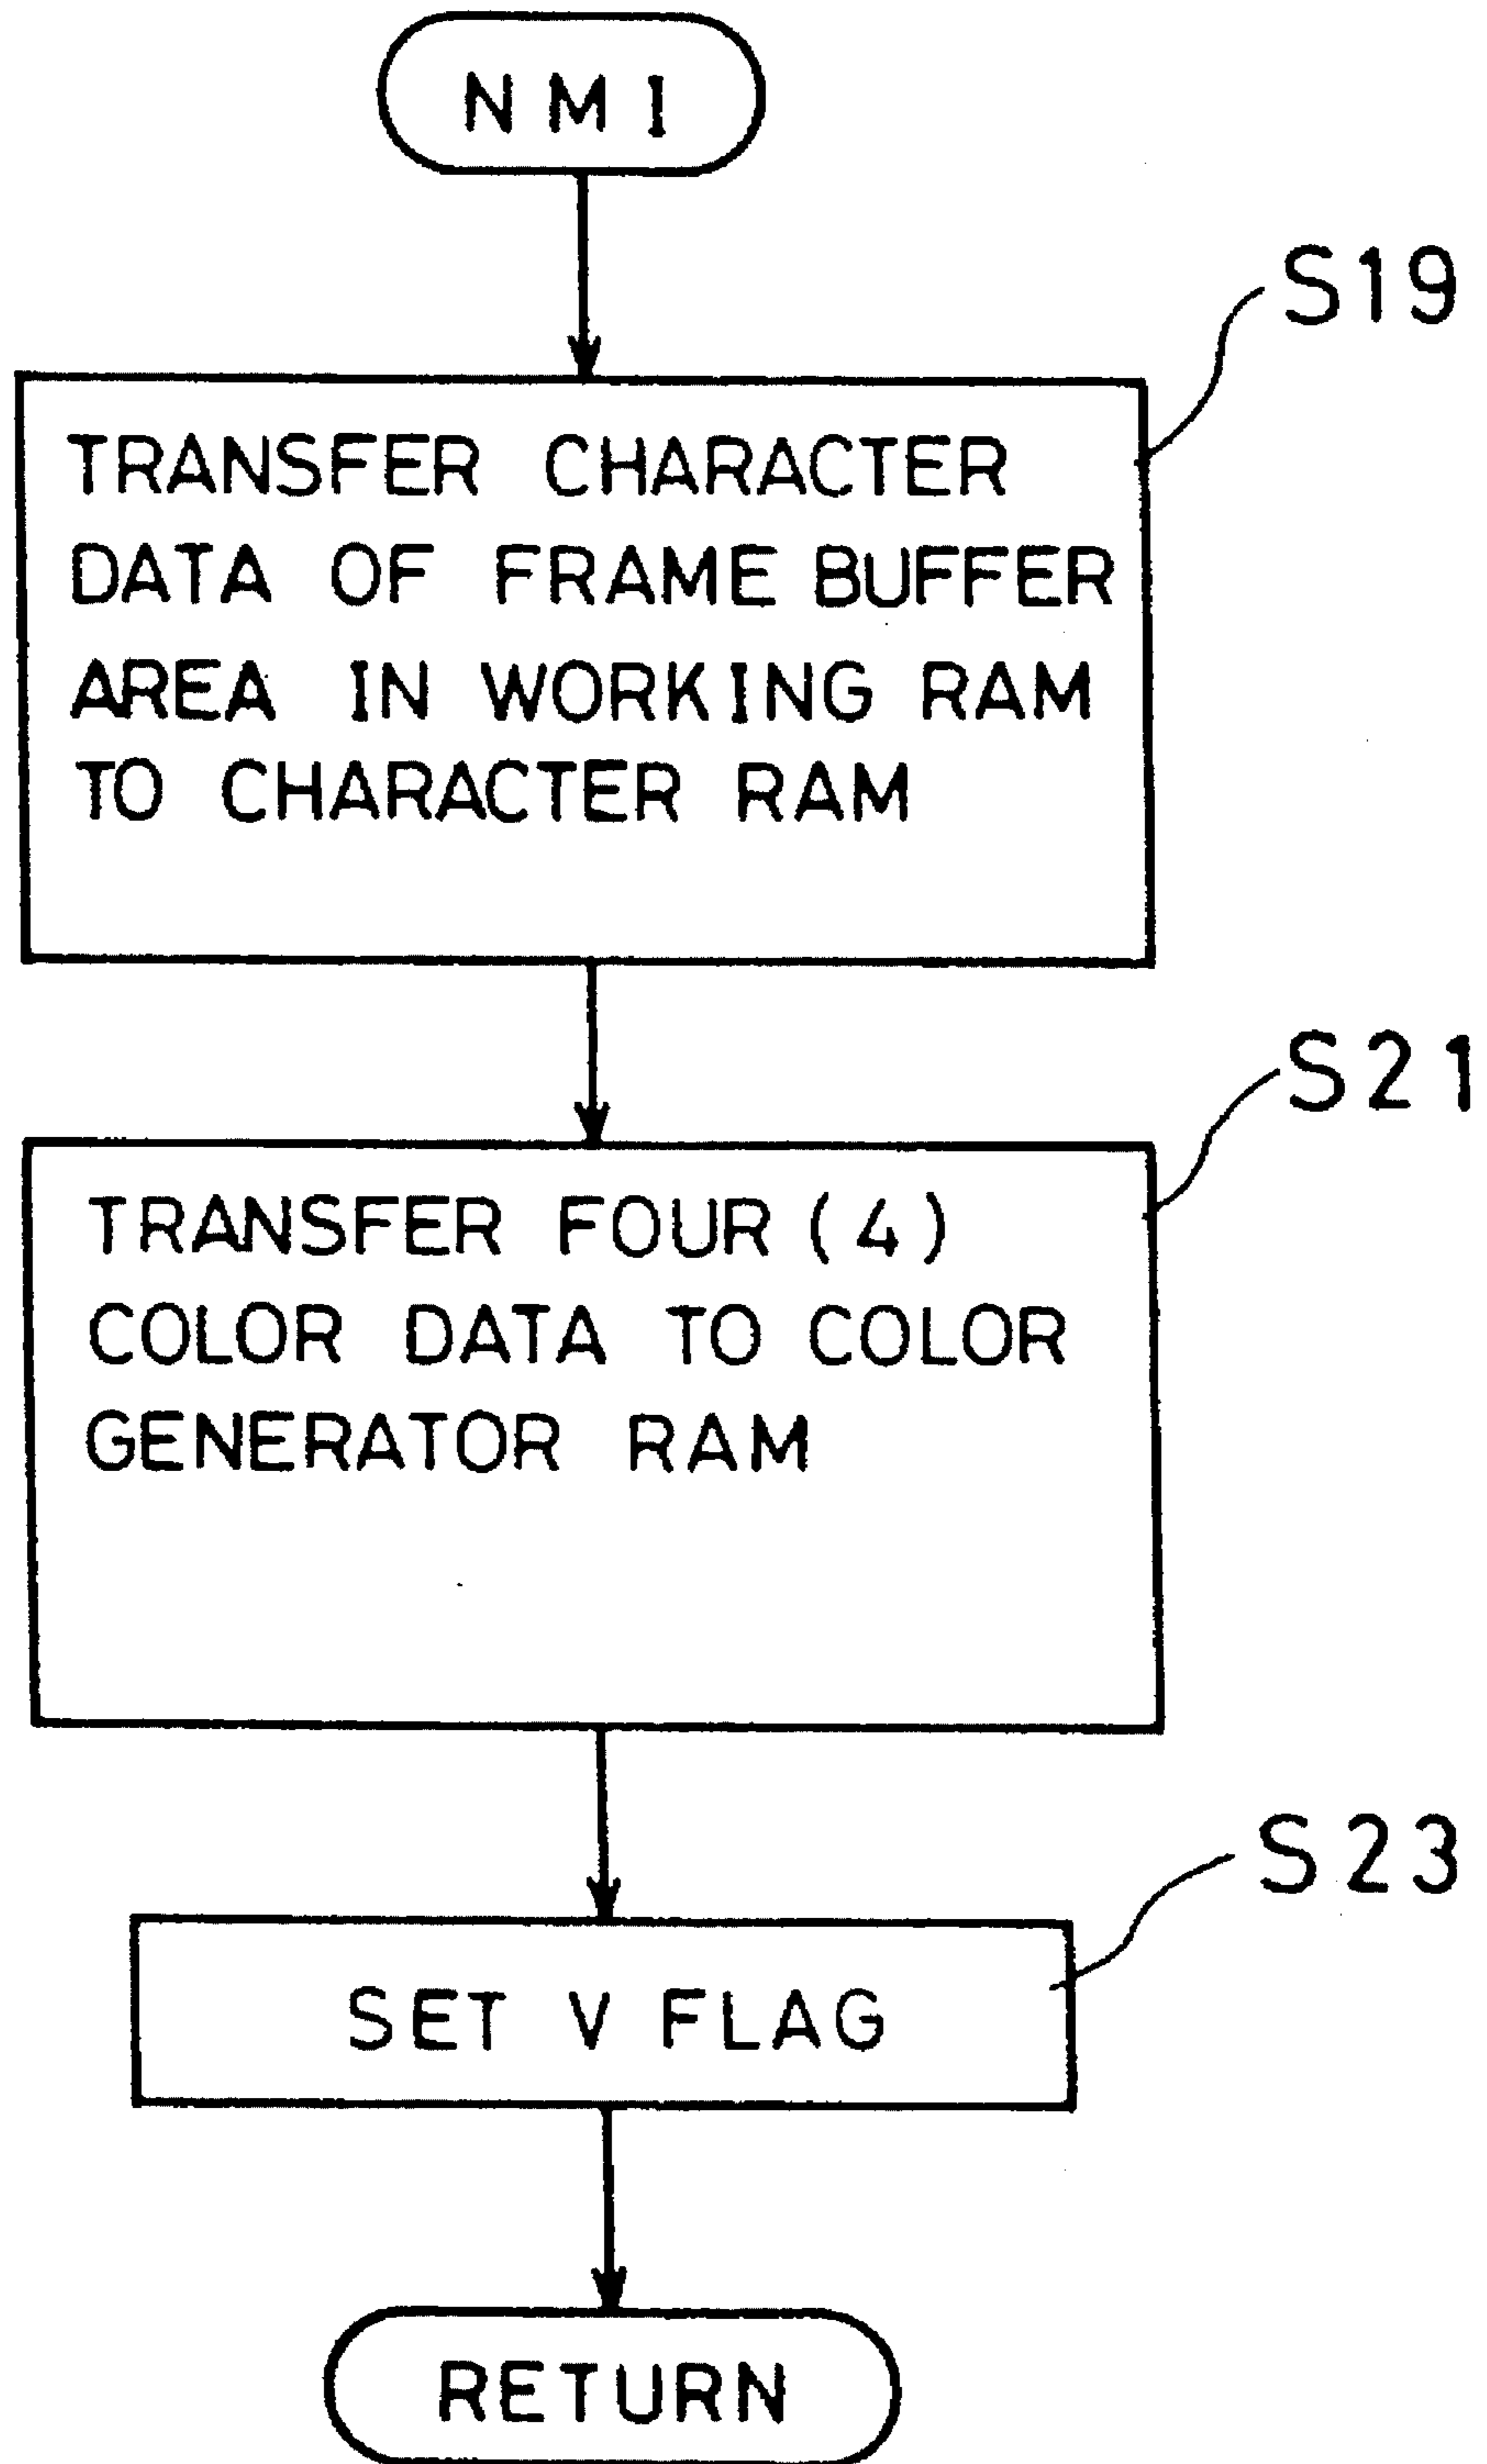 NMI
S19
TRANSFER CHARACTER
DATA OF FRAME BUFFER
AREA IN WORKING RAM
TO CHARACTER RAM
S21
TRANSFER FOUR (4)
COLOR DATA TO COLOR
GENERATOR RAM
S23
SET V FLAG
RETURN